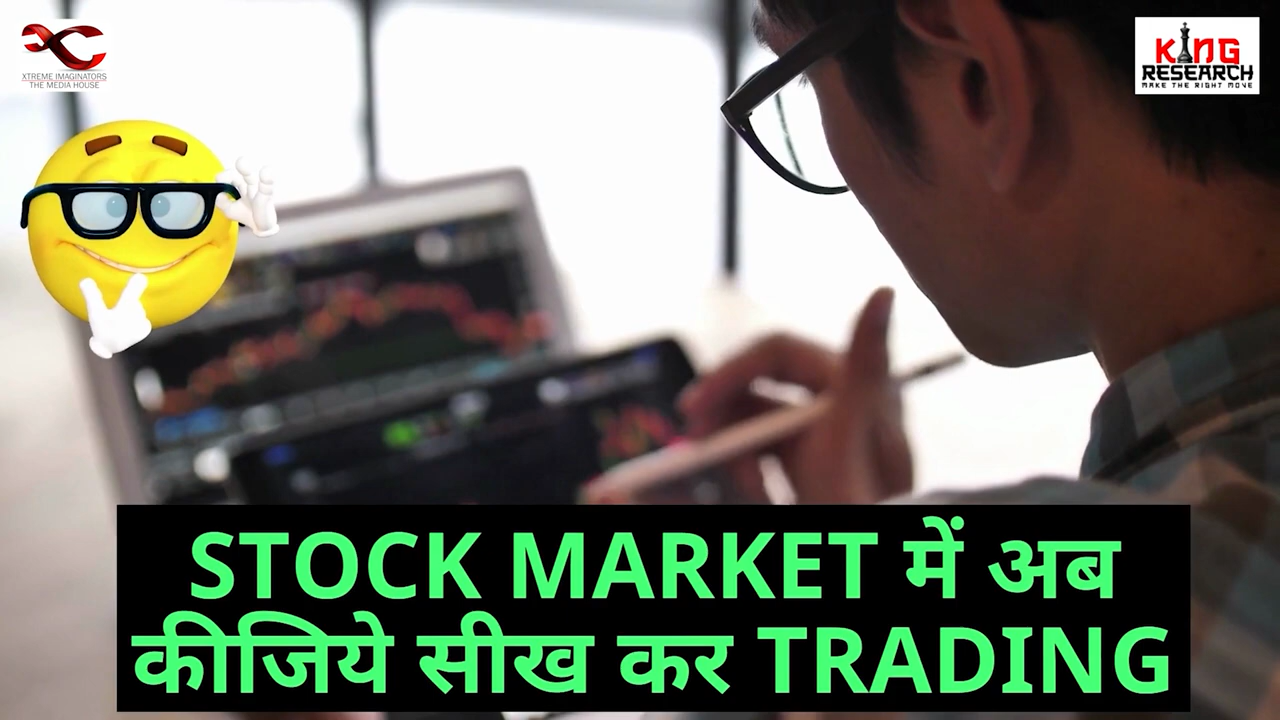 XTREME IMAGINATORS
THE MEDIA HOUSE
KING
RESEARCH
MAKE THE RIGHT MOVE
STOCK MARKET में अब
कीजिये सीख कर TRADING